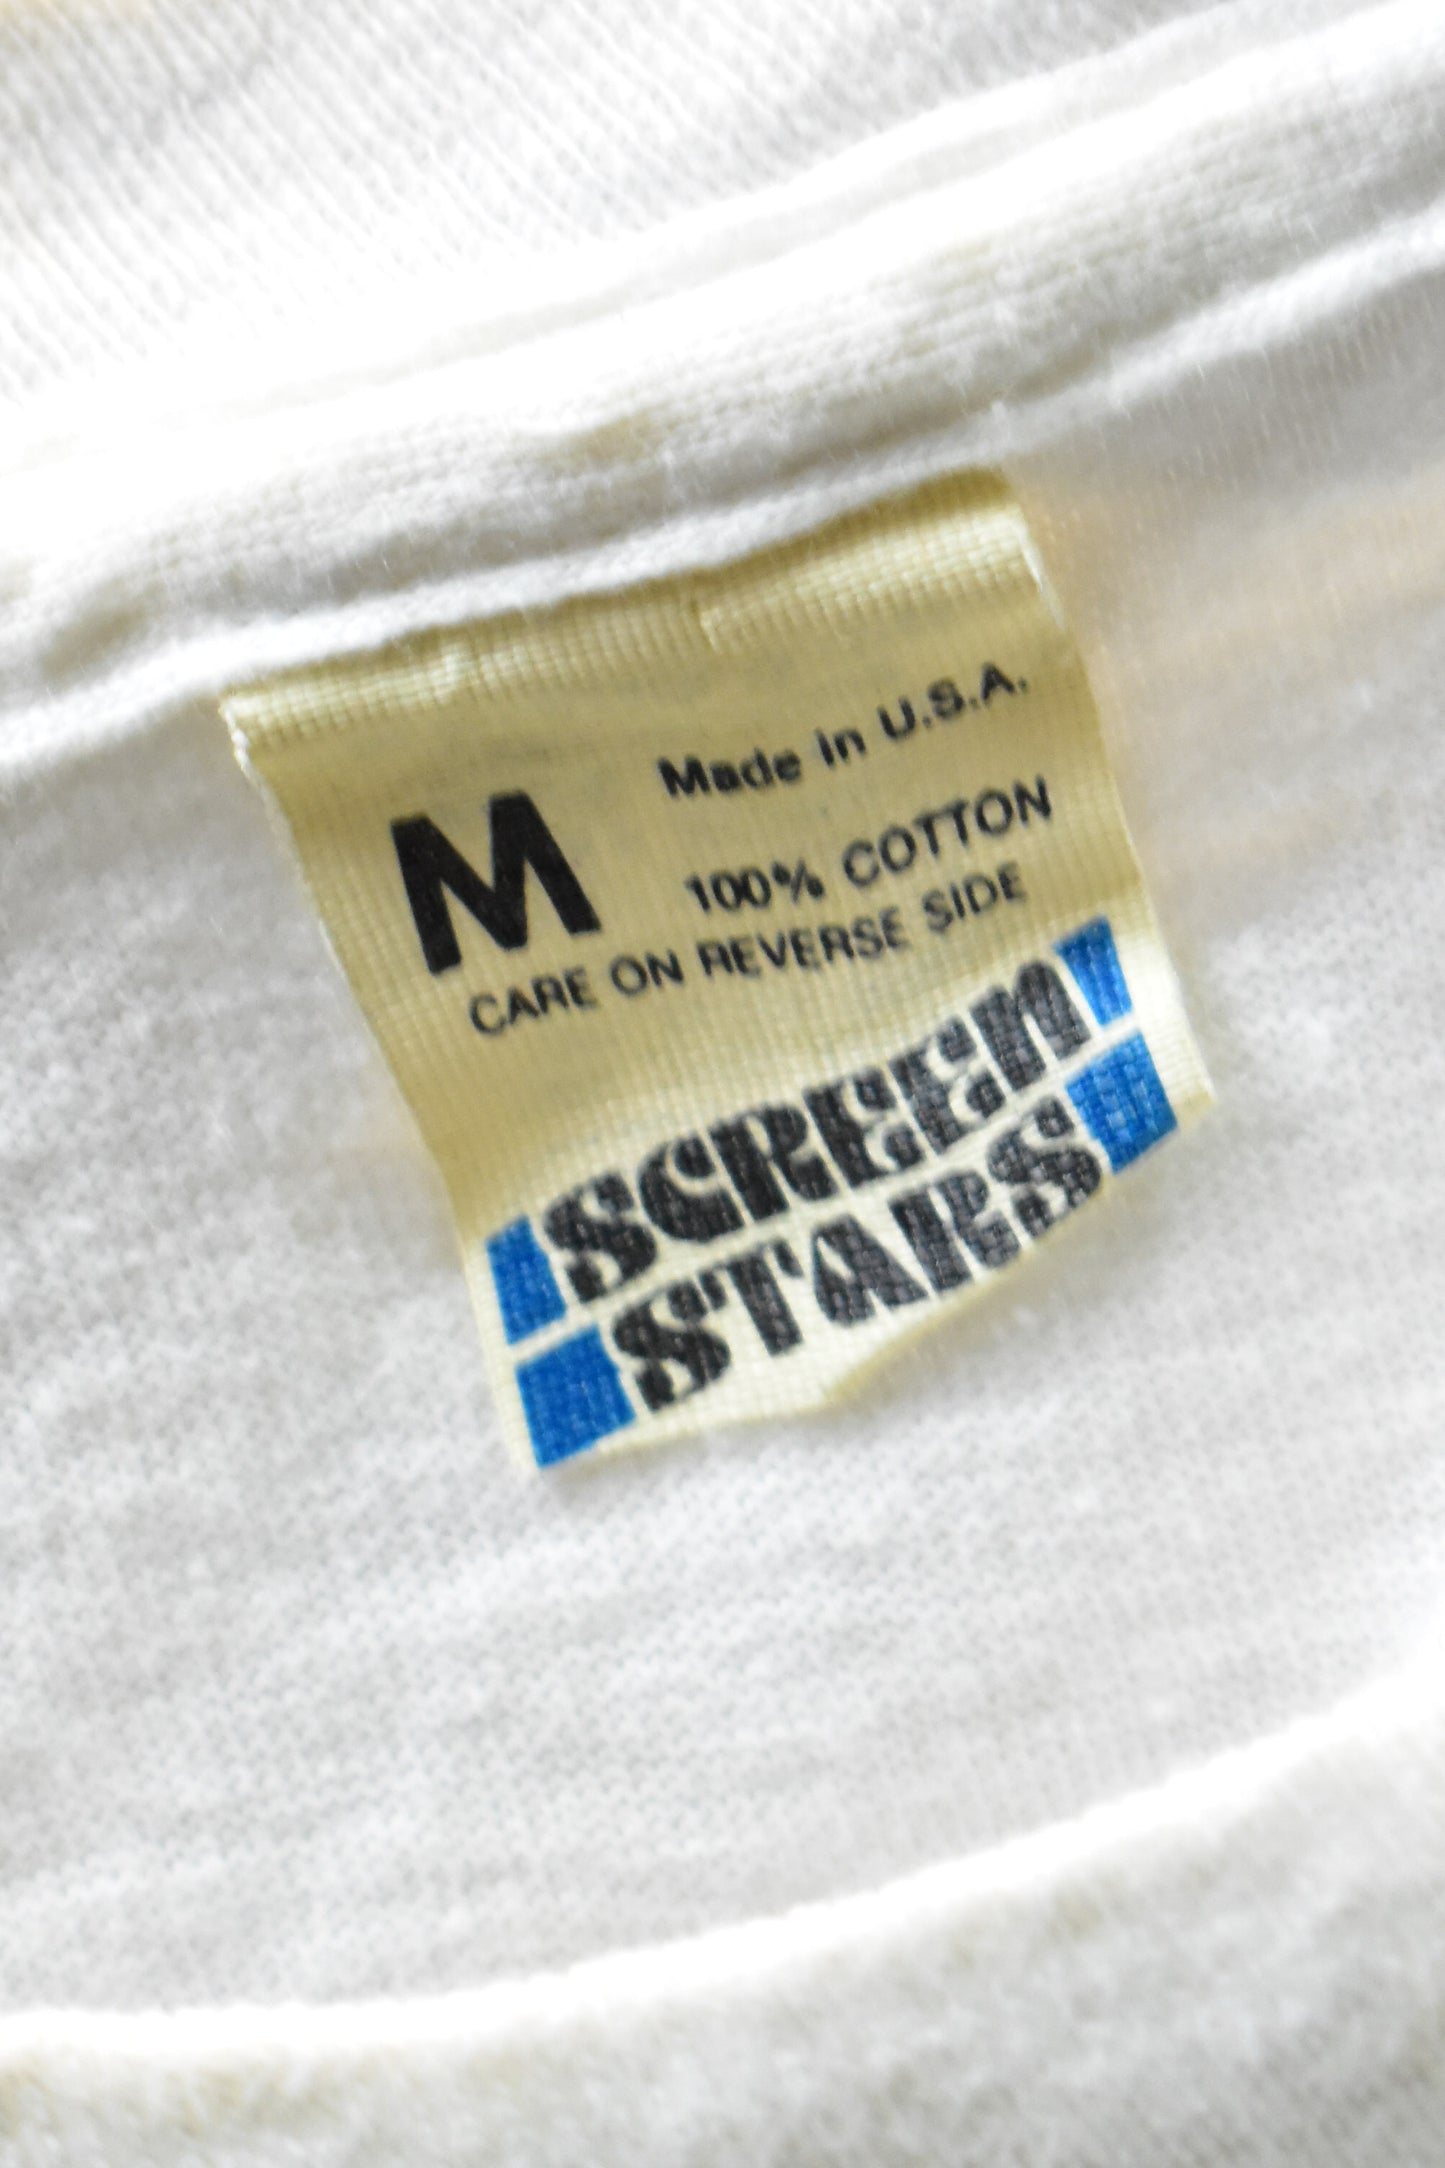 M
Made in U.S.A.
100% COTTON
CARE ON REVERSE SIDE
SCREEN
STARS